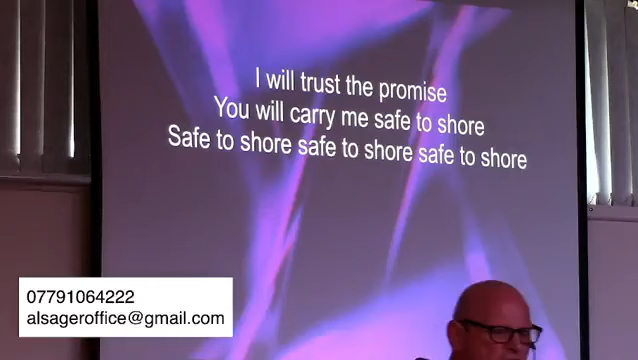 I will trust the promise
You will carry me safe to shore
Safe to shore safe to shore safe to shore
07791064222
alsageroffice@gmail.com